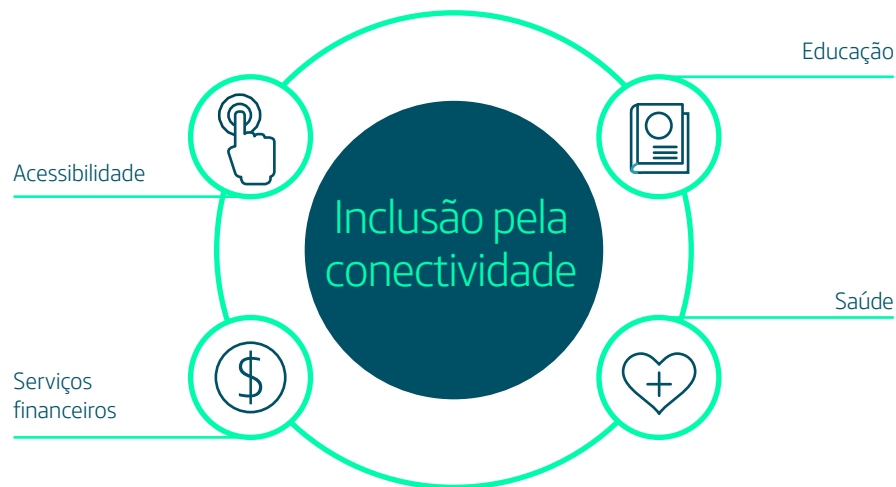 Educação
Acessibilidade
Inclusão pela
conectividade
Saúde
Serviços
financeiros